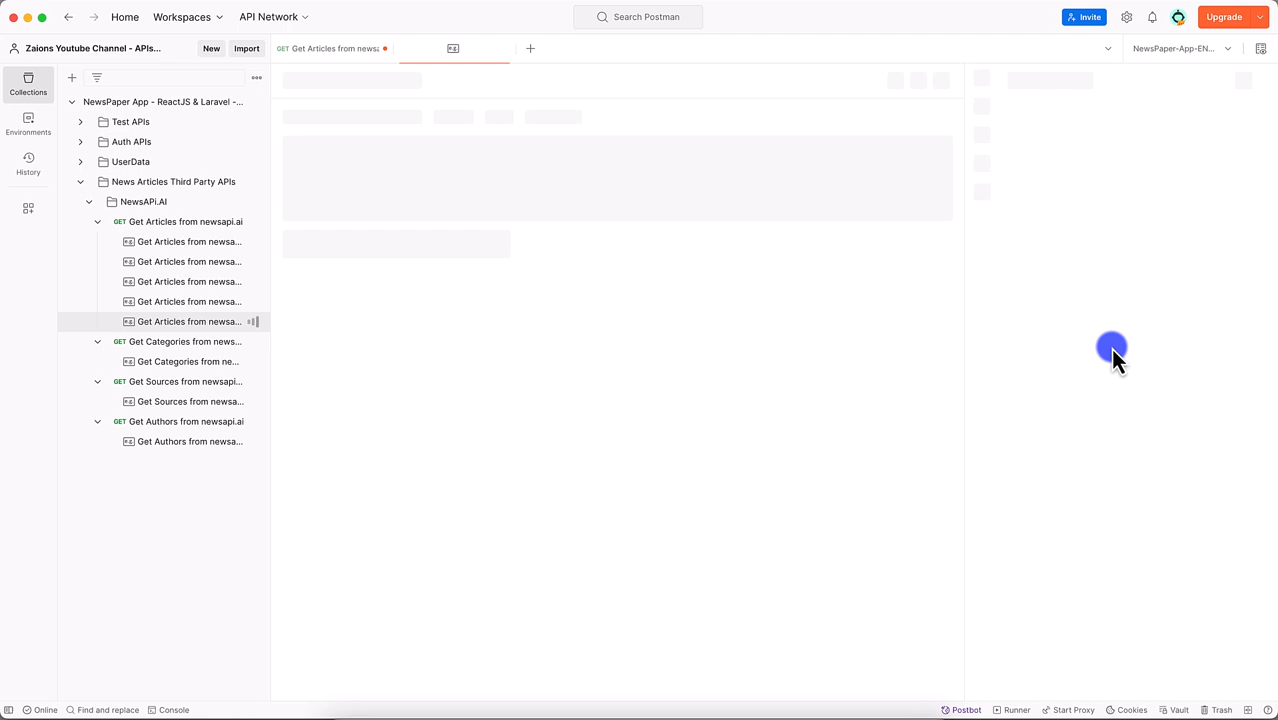 Home Workspaces API Network Search Postman Invite Upgrade
Zaions Youtube Channel - APIs... New Import GET Get Articles from newsa NewsPaper-App-EN...
Collections
Environments
History
NewsPaper App - ReactJS & Laravel -...
Test APIs
Auth APIs
UserData
News Articles Third Party APIs
NewsAPi.AI
GET Get Articles from newsapi.ai
Get Articles from newsa...
Get Articles from newsa...
Get Articles from newsa...
Get Articles from newsa...
Get Articles from newsa...
GET Get Categories from news...
Get Categories from ne...
GET Get Sources from newsapi...
Get Sources from newsa...
GET Get Authors from newsapi.ai
Get Authors from newsa...
Online Find and replace Console Postbot Runner Start Proxy Cookies Vault Trash